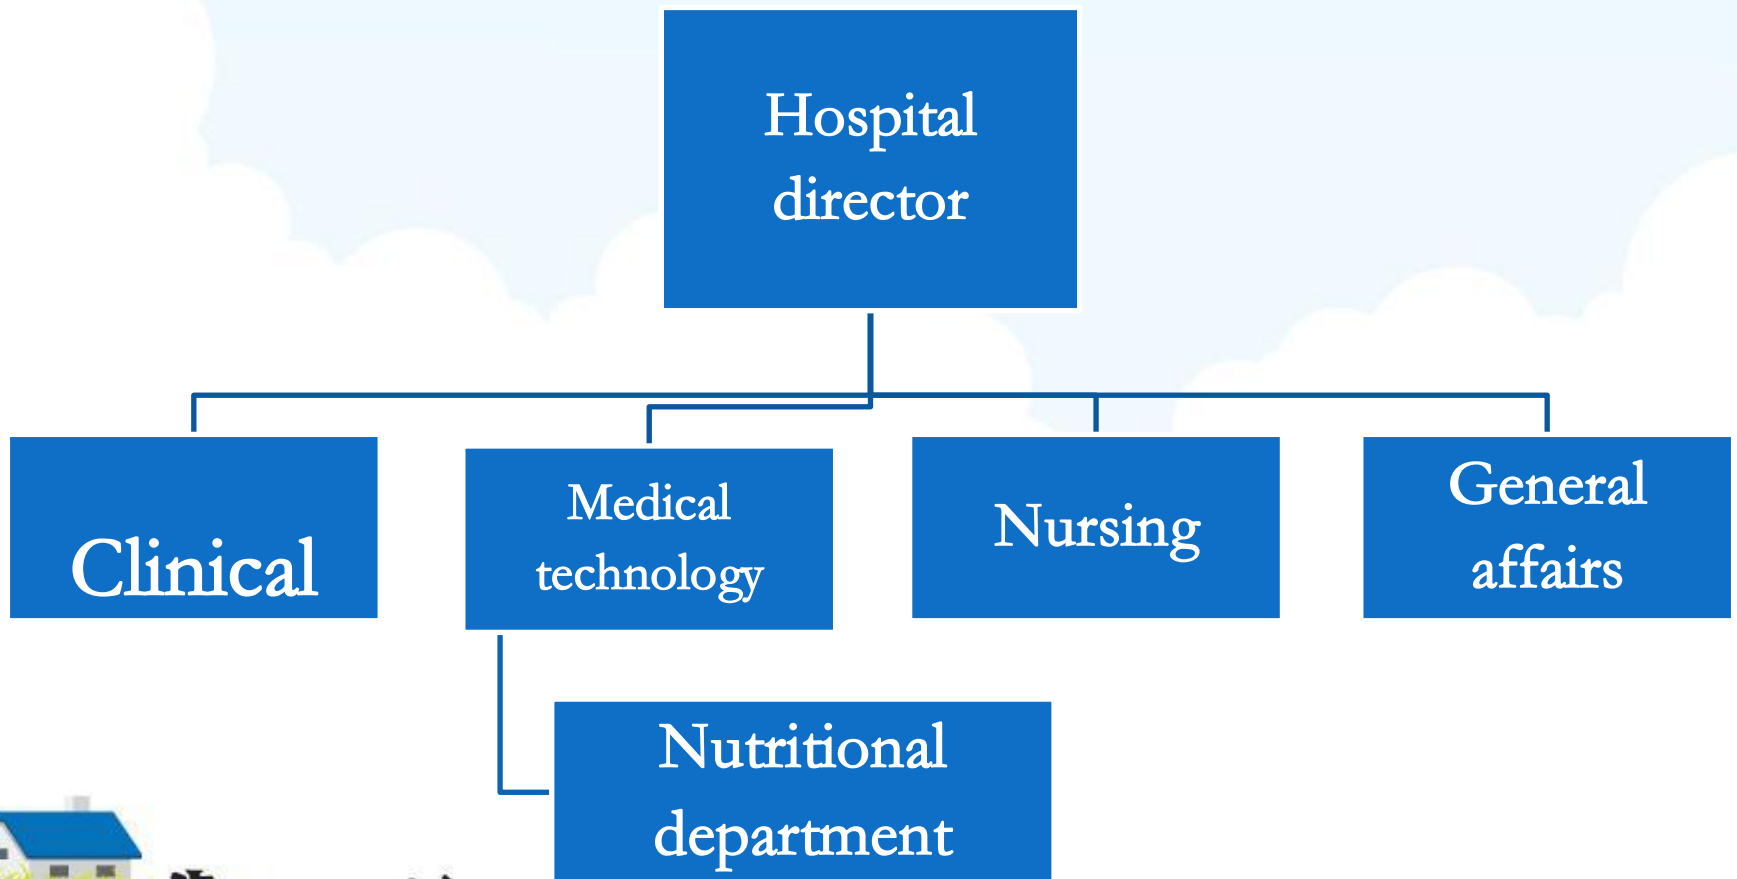 Hospital
director
Clinical
Medical
technology
Nursing
General
affairs
Nutritional
department